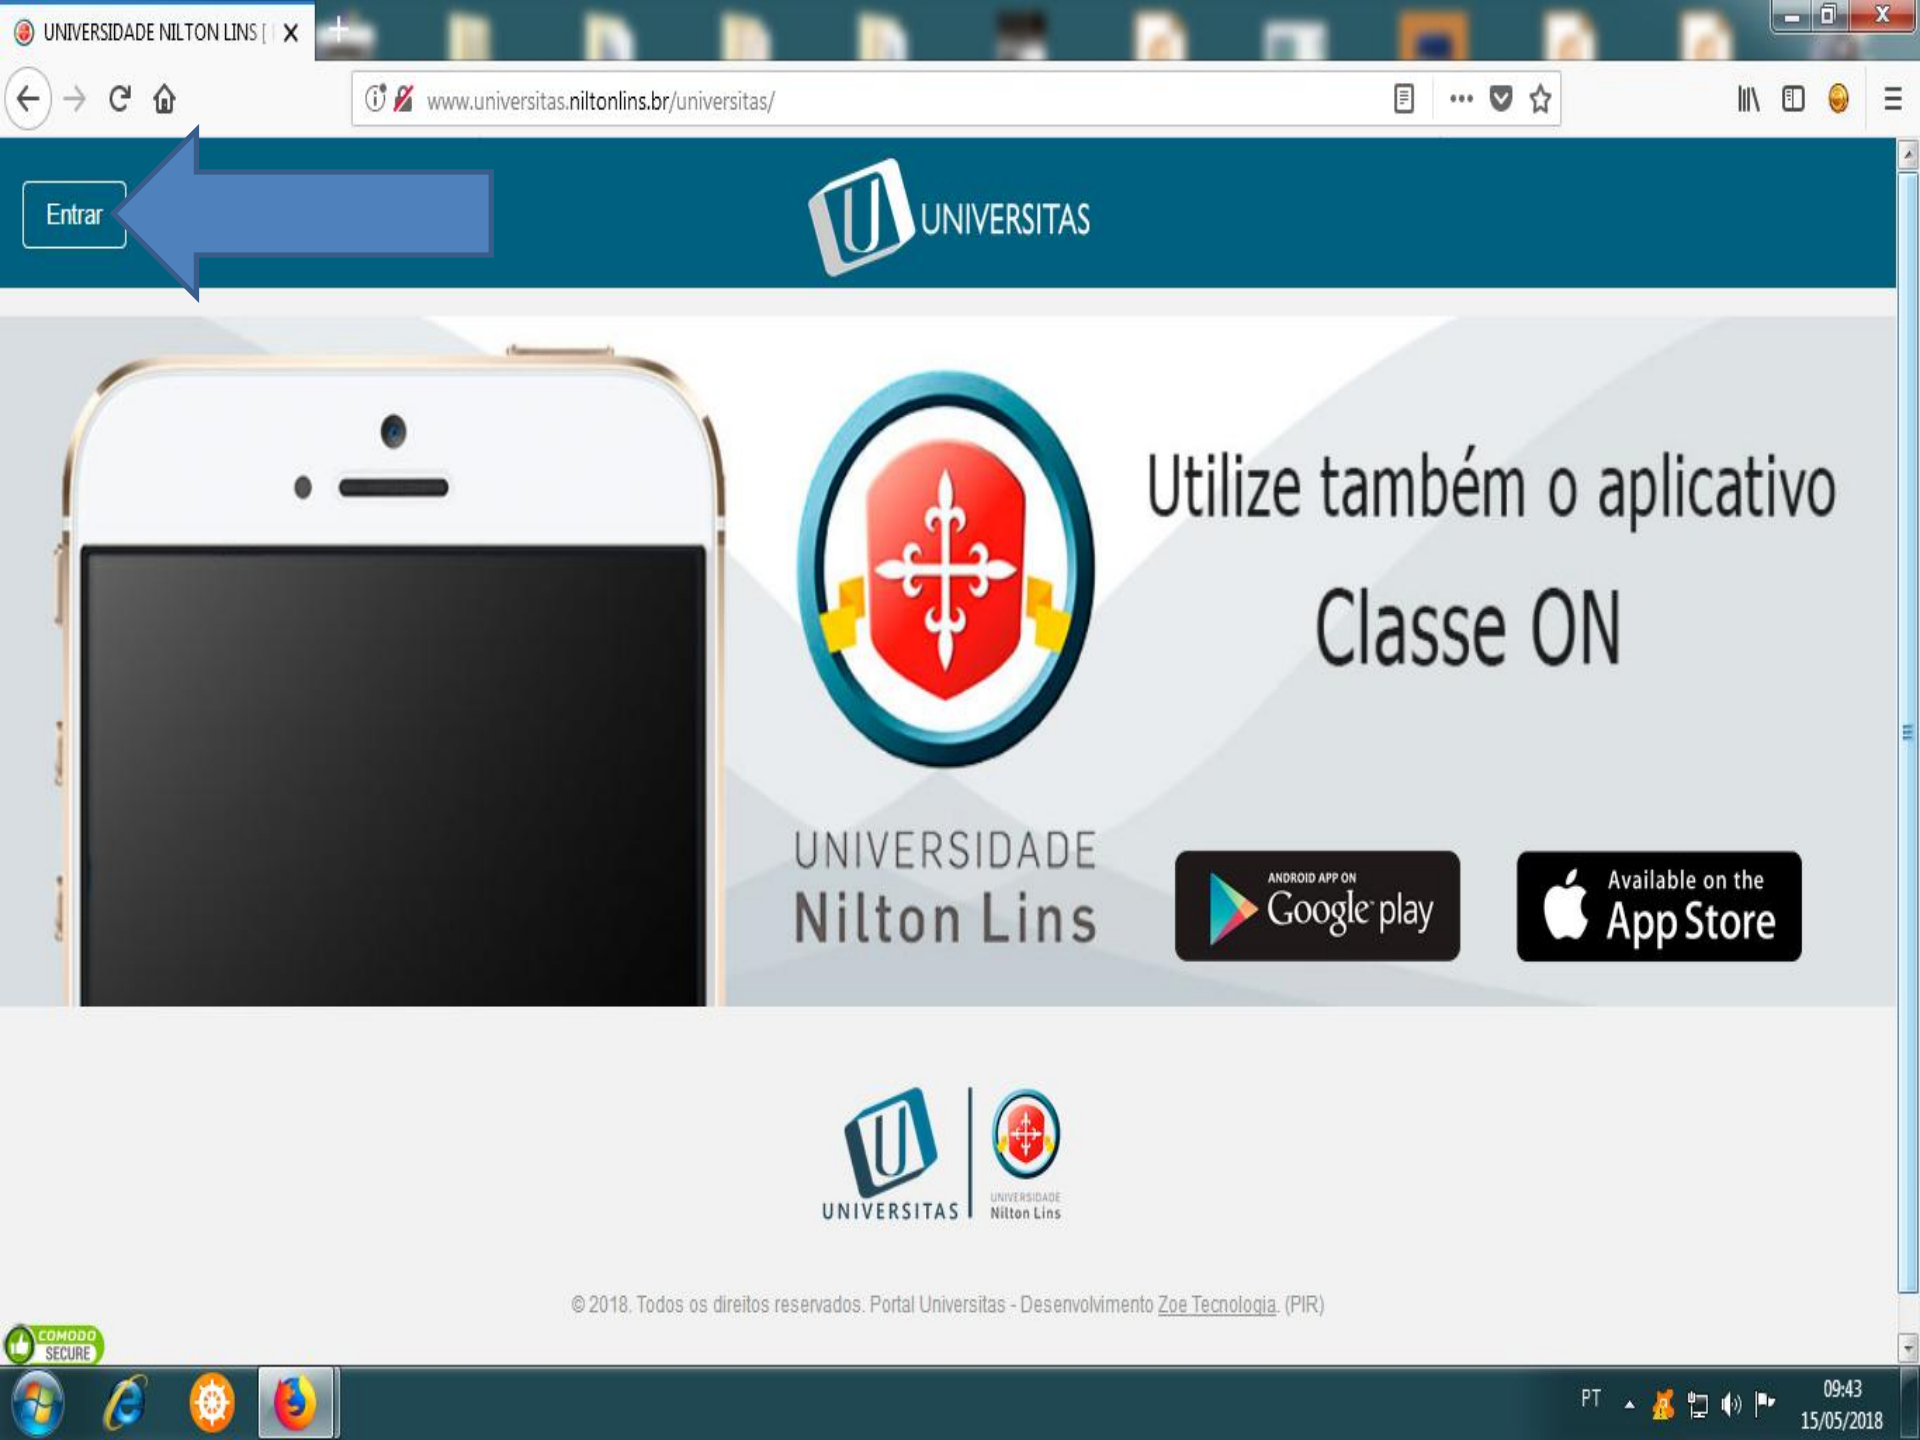 UNIVERSIDADE NILTON LINS [
www.universitas.niltonlins.br/universitas/
Entrar
UNIVERSITAS
Utilize também o aplicativo
Classe ON
UNIVERSIDADE
Nilton Lins
ANDROID APP ON
Google play
Available on the
App Store
UNIVERSITAS
UNIVERSIDADE
Nilton Lins
© 2018. Todos os direitos reservados. Portal Universitas - Desenvolvimento Zoe Tecnologia. (PIR)
COMODO
SECURE
PT
09:43
15/05/2018